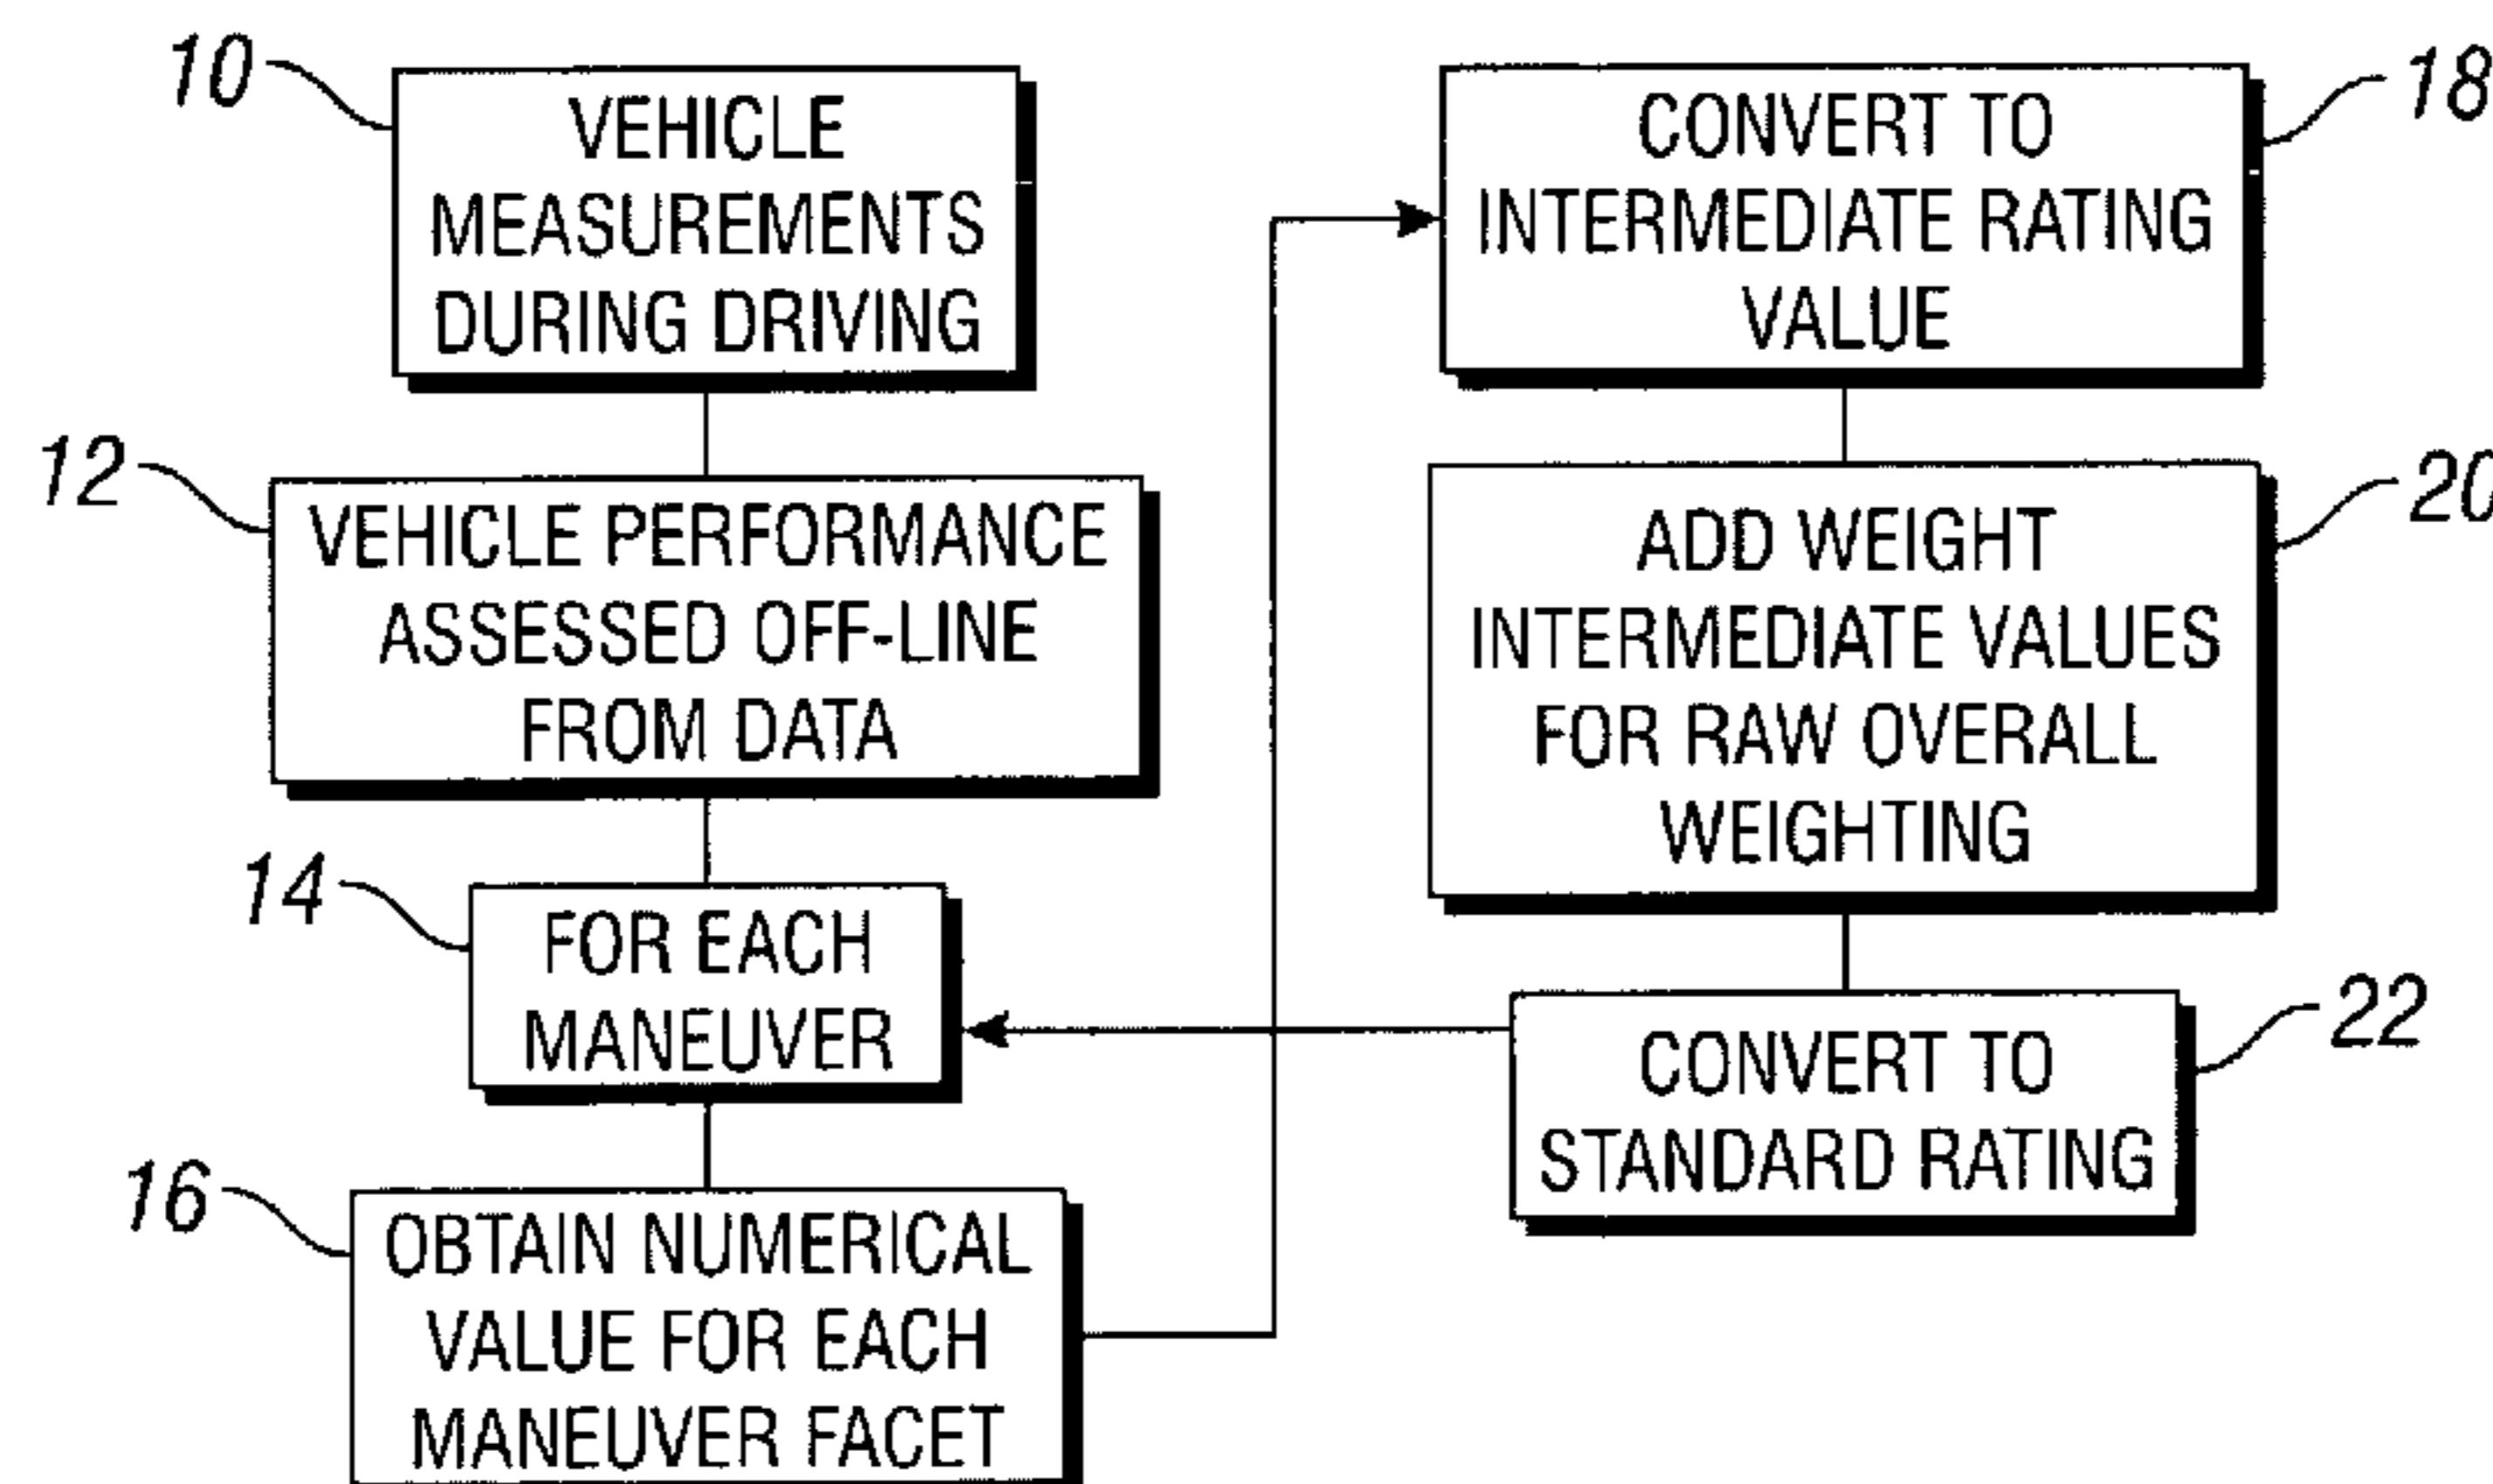 10
VEHICLE
MEASUREMENTS
DURING DRIVING
12
VEHICLE PERFORMANCE
ASSESSED OFF-LINE
FROM DATA
14
FOR EACH
MANEUVER
16
OBTAIN NUMERICAL
VALUE FOR EACH
MANEUVER FACET
18
CONVERT TO
INTERMEDIATE RATING
VALUE
20
ADD WEIGHT
INTERMEDIATE VALUES
FOR RAW OVERALL
WEIGHTING
22
CONVERT TO
STANDARD RATING